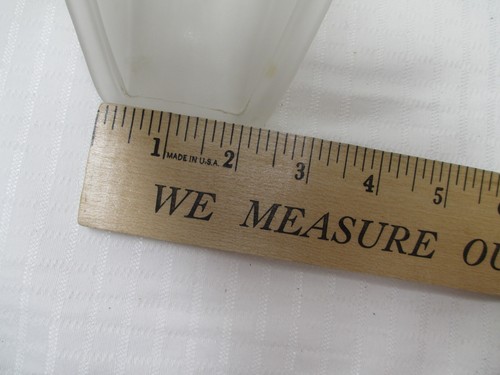 1 MADE IN U.S.A. 2 3 4 5
WE MEASURE OU